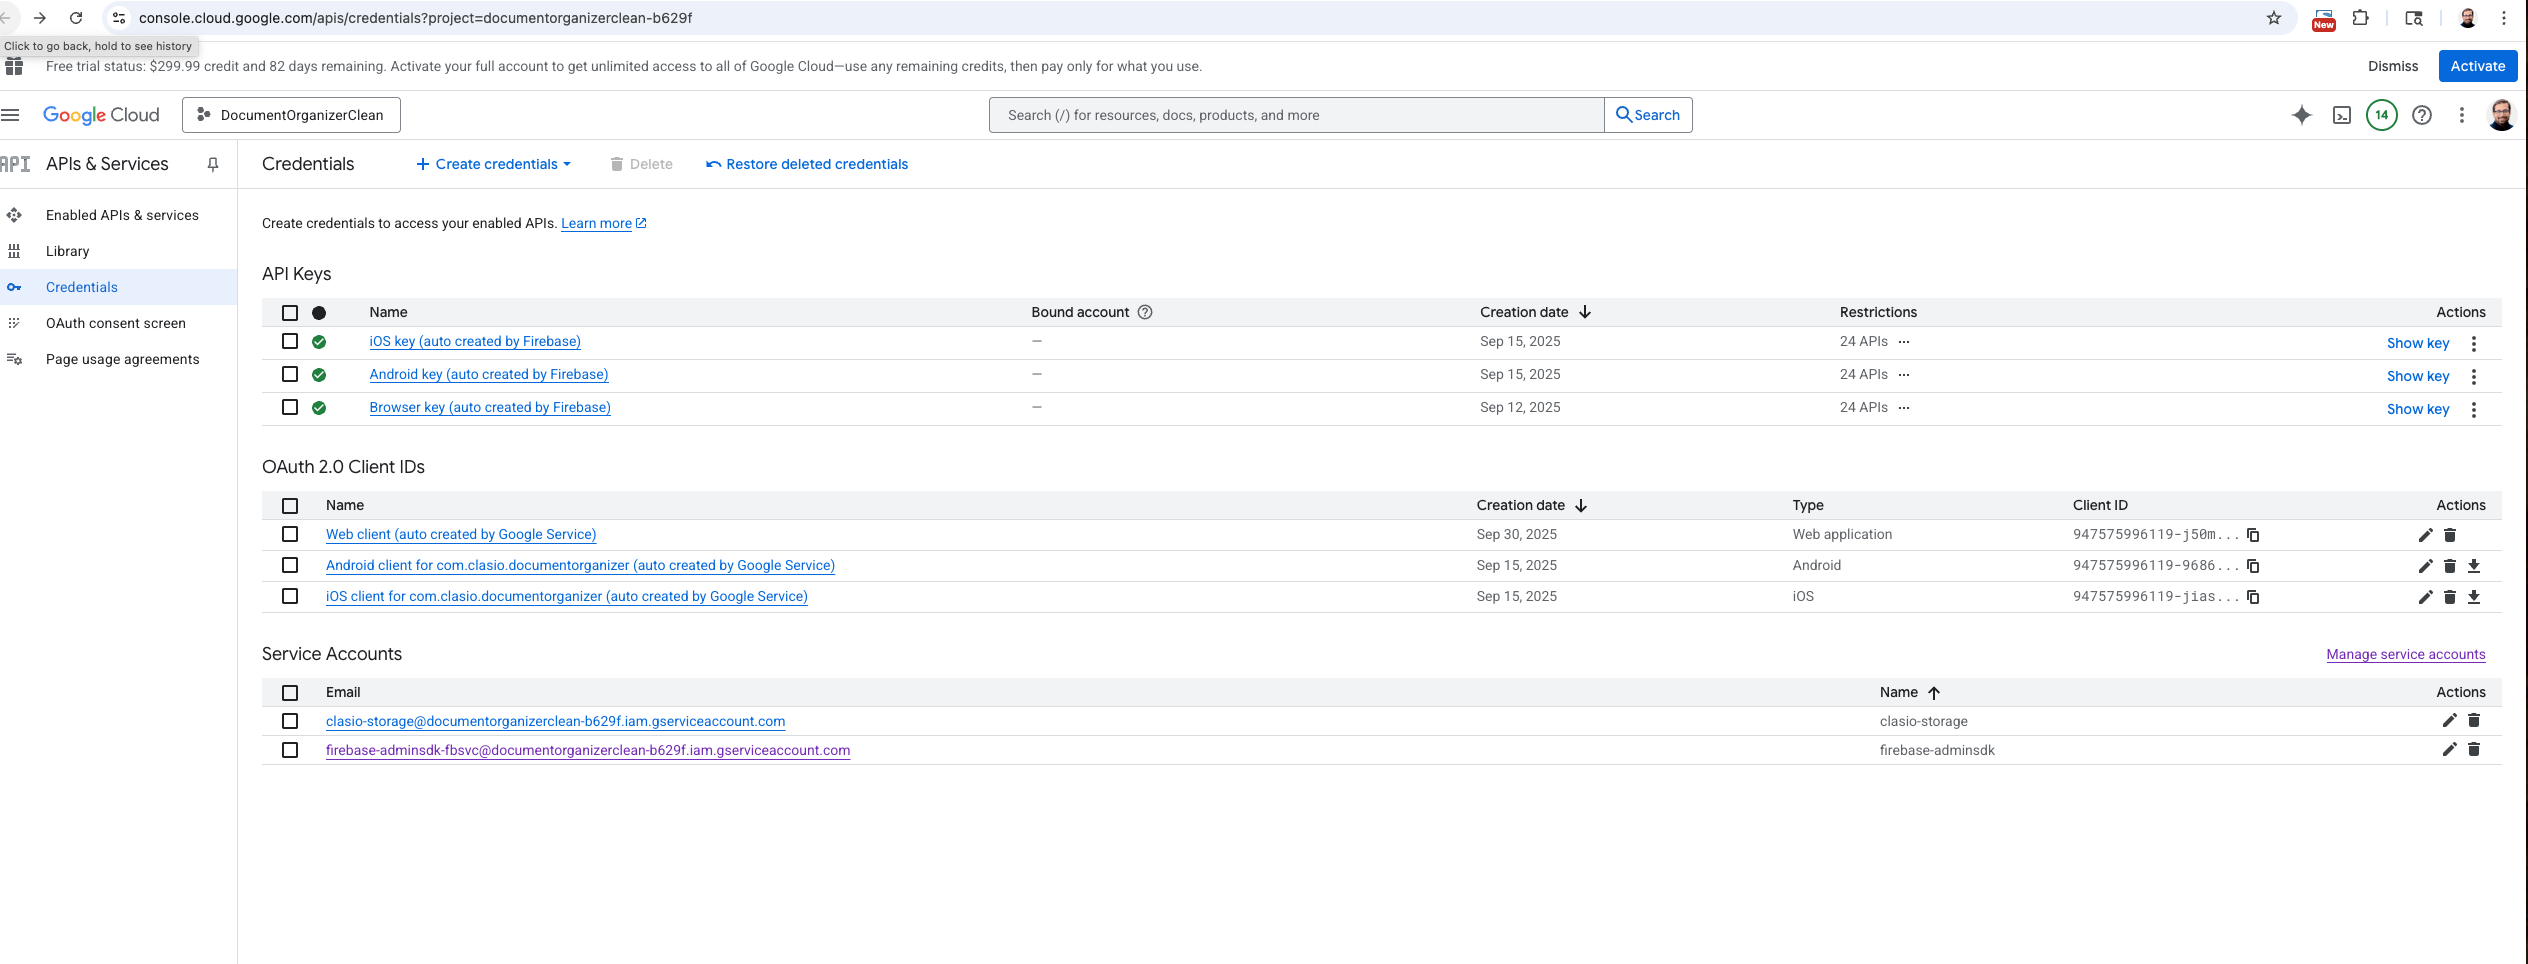 console.cloud.google.com/apis/credentials?project=documentorganizerclean-b629f
New
Click to go back, hold to see history
Free trial status: $299.99 credit and 82 days remaining. Activate your full account to get unlimited access to all of Google Cloud—use any remaining credits, then pay only for what you use.
Dismiss
Activate
Google Cloud
DocumentOrganizerClean
Search (/) for resources, docs, products, and more
Search
14
API
APIs & Services
Credentials
Create credentials
Delete
Restore deleted credentials
Enabled APIs & services
Library
Credentials
OAuth consent screen
Page usage agreements
Create credentials to access your enabled APIs. Learn more
API Keys
Name Bound account Creation date Restrictions Actions
iOS key (auto created by Firebase) — Sep 15, 2025 24 APIs ... Show key
Android key (auto created by Firebase) — Sep 15, 2025 24 APIs ... Show key
Browser key (auto created by Firebase) — Sep 12, 2025 24 APIs ... Show key
OAuth 2.0 Client IDs
Name Creation date Type Client ID Actions
Web client (auto created by Google Service) Sep 30, 2025 Web application 947575996119-j50m...
Android client for com.clasio.documentorganizer (auto created by Google Service) Sep 15, 2025 Android 947575996119-9686...
iOS client for com.clasio.documentorganizer (auto created by Google Service) Sep 15, 2025 iOS 947575996119-jias...
Service Accounts
Manage service accounts
Email Name Actions
clasio-storage@documentorganizerclean-b629f.iam.gserviceaccount.com clasio-storage
firebase-adminsdk-fbsvc@documentorganizerclean-b629f.iam.gserviceaccount.com firebase-adminsdk